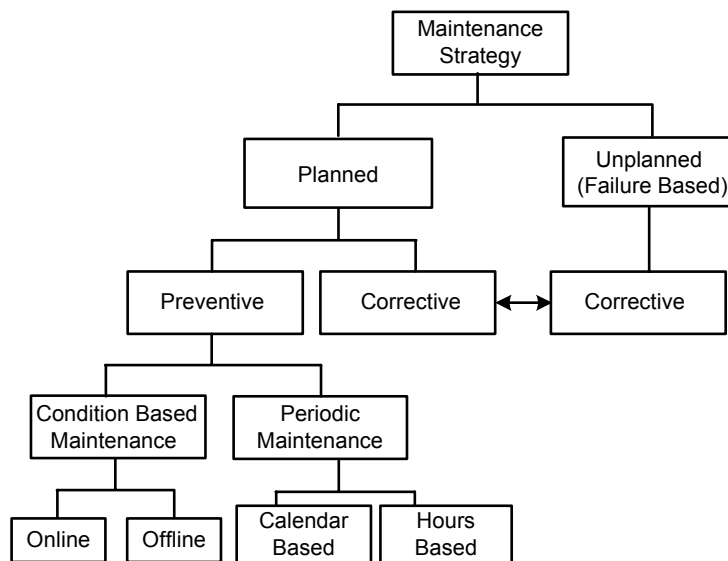 Maintenance
Strategy
Planned
Unplanned
(Failure Based)
Preventive
Corrective
Corrective
Condition Based
Maintenance
Periodic
Maintenance
Online
Offline
Calendar
Based
Hours
Based